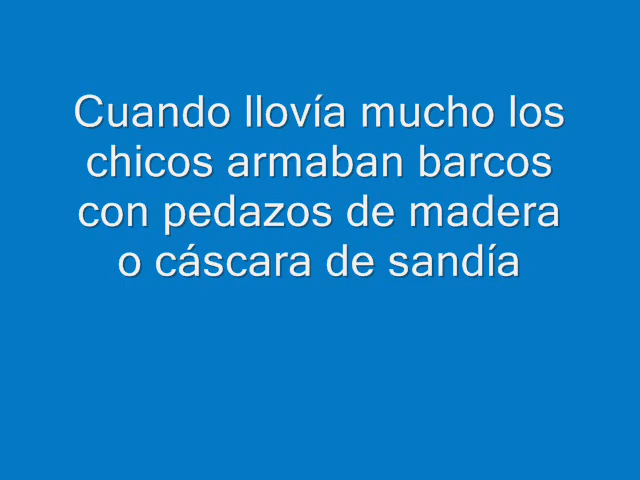 Cuando llovía mucho los
chicos armaban barcos
con pedazos de madera
o cáscara de sandía